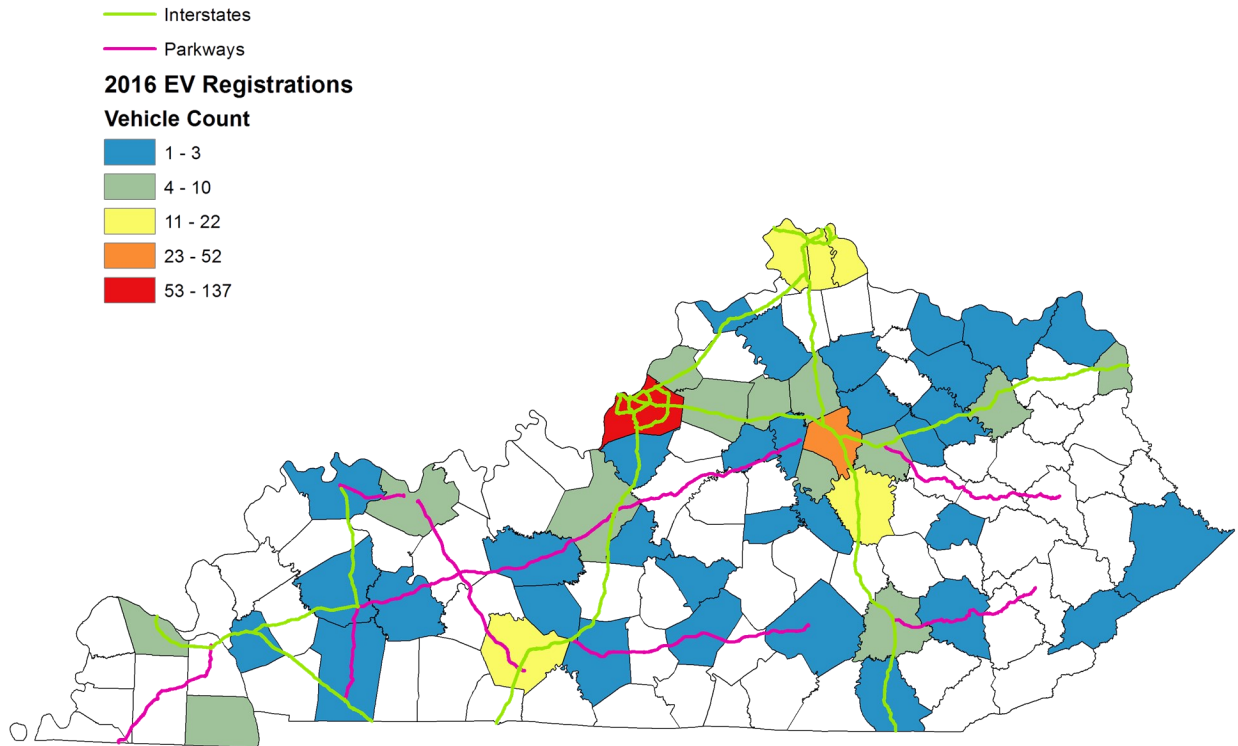 Interstates
Parkways
2016 EV Registrations
Vehicle Count
1 - 3
4 - 10
11 - 22
23 - 52
53 - 137